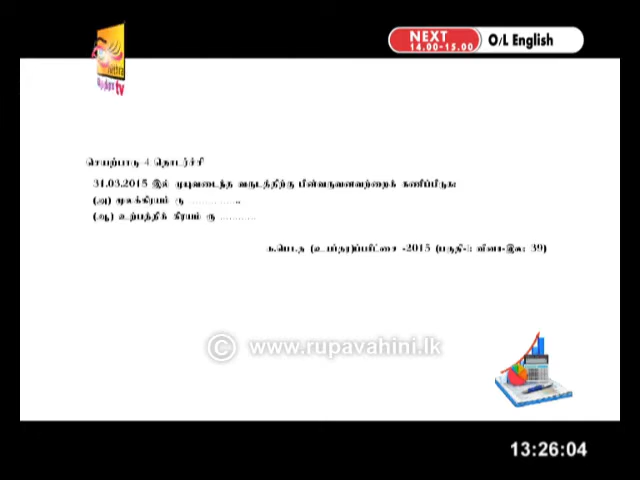 NEXT
14.00-15.00
O/L English
tv
செயற்பாடு-4 தொடர்ச்சி
31.03.2015 இல் முடிவடைந்த வருடத்திற்கு பின்வருவனவற்றைக் கணிப்பீடுக:
(அ) மூலக்கிரயம் ரூ ...............
(ஆ) உற்பத்திக் கிரயம் ரூ ............
க.பொ.த (உயர்தர)ப்பரீட்சை -2015 (பகுதி-I: வினா-இல: 39)
© www.rupavahini.lk
13:26:04